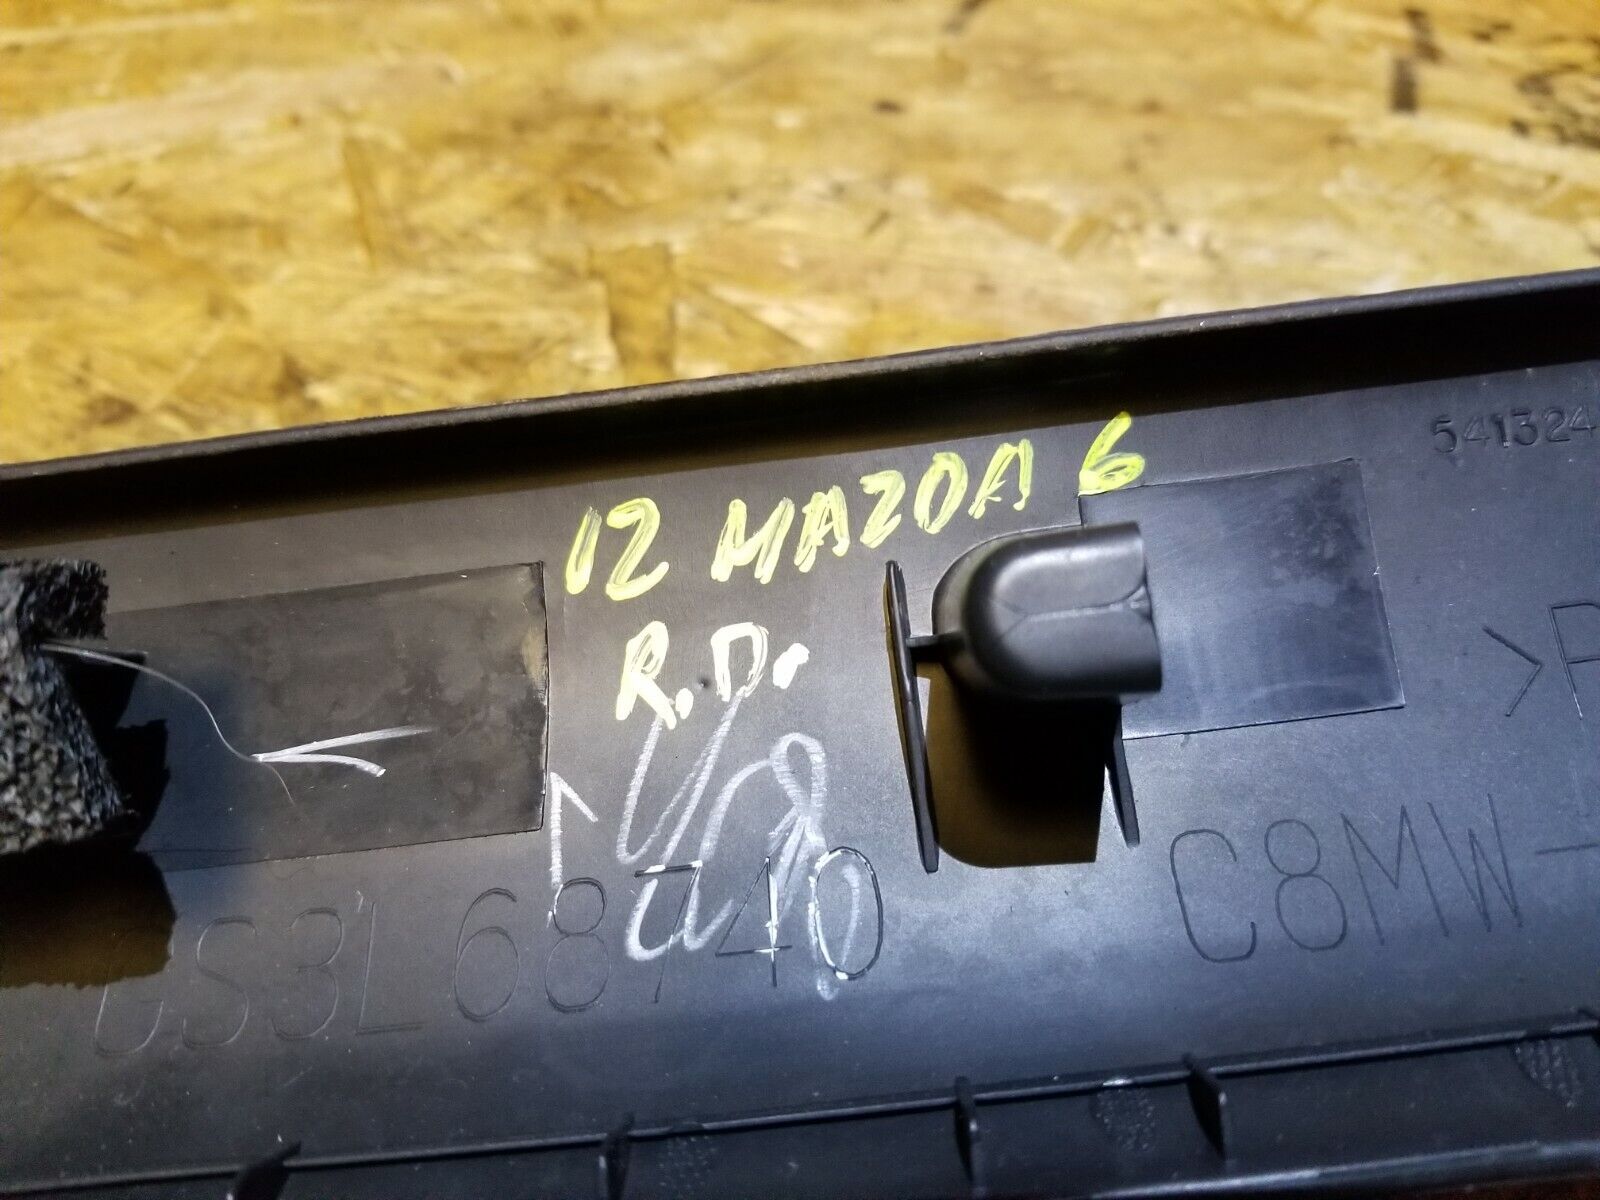 541324
12 MAZDA 6
R.D.
>P
GS3L 68740
C8MW-